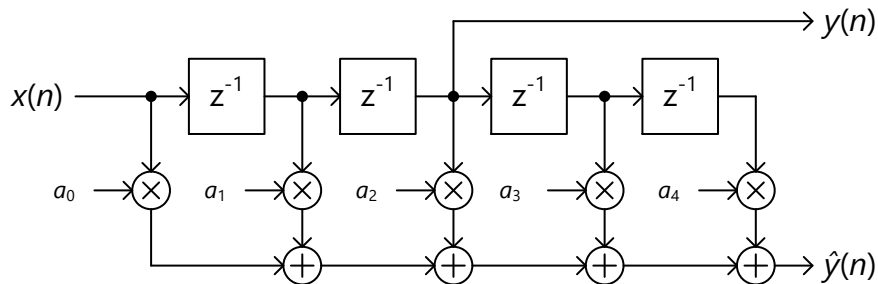 y(n)
x(n) z⁻¹ z⁻¹ z⁻¹ z⁻¹
a₀ a₁ a₂ a₃ a₄
ŷ(n)